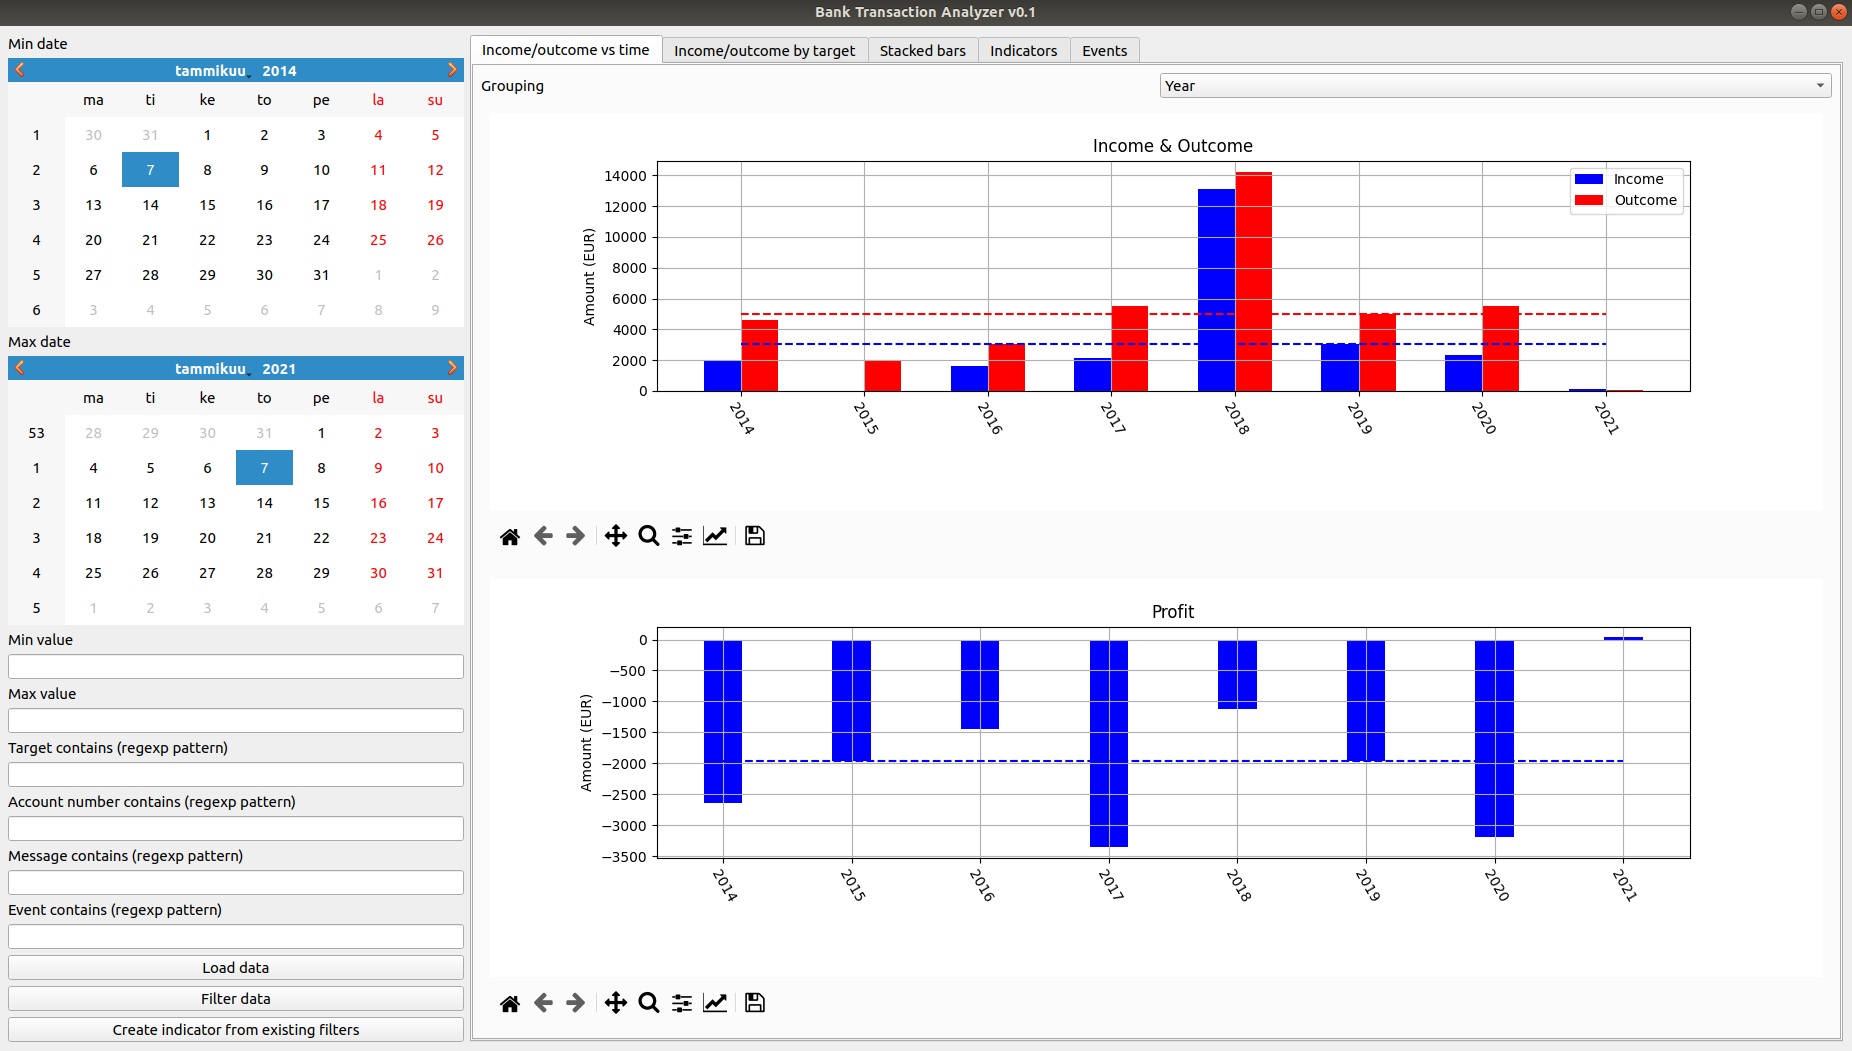 Bank Transaction Analyzer v0.1
Min date
tammikuu 2014
ma ti ke to pe la su
1 30 31 1 2 3 4 5
2 6 7 8 9 10 11 12
3 13 14 15 16 17 18 19
4 20 21 22 23 24 25 26
5 27 28 29 30 31 1 2
6 3 4 5 6 7 8 9
Max date
tammikuu 2021
ma ti ke to pe la su
53 28 29 30 31 1 2 3
1 4 5 6 7 8 9 10
2 11 12 13 14 15 16 17
3 18 19 20 21 22 23 24
4 25 26 27 28 29 30 31
5 1 2 3 4 5 6 7
Min value
Max value
Target contains (regexp pattern)
Account number contains (regexp pattern)
Message contains (regexp pattern)
Event contains (regexp pattern)
Load data
Filter data
Create indicator from existing filters
Income/outcome vs time Income/outcome by target Stacked bars Indicators Events
Grouping Year
Income & Outcome
Income
Outcome
Amount (EUR)
14000
12000
10000
8000
6000
4000
2000
0
2014 2015 2016 2017 2018 2019 2020 2021
Profit
Amount (EUR)
0
−500
−1000
−1500
−2000
−2500
−3000
−3500
2014 2015 2016 2017 2018 2019 2020 2021